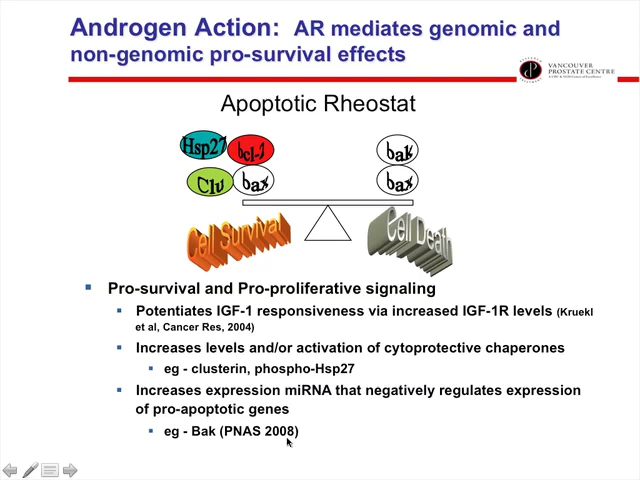 Androgen Action: AR mediates genomic and
non-genomic pro-survival effects
VANCOUVER
PROSTATE CENTRE
Apoptotic Rheostat
Hsp27
bcl-2
bak
Clu
bax
bax
Cell Survival
Cell Death
Pro-survival and Pro-proliferative signaling
Potentiates IGF-1 responsiveness via increased IGF-1R levels (Kruekl
et al, Cancer Res, 2004)
Increases levels and/or activation of cytoprotective chaperones
eg - clusterin, phospho-Hsp27
Increases expression miRNA that negatively regulates expression
of pro-apoptotic genes
eg - Bak (PNAS 2008)